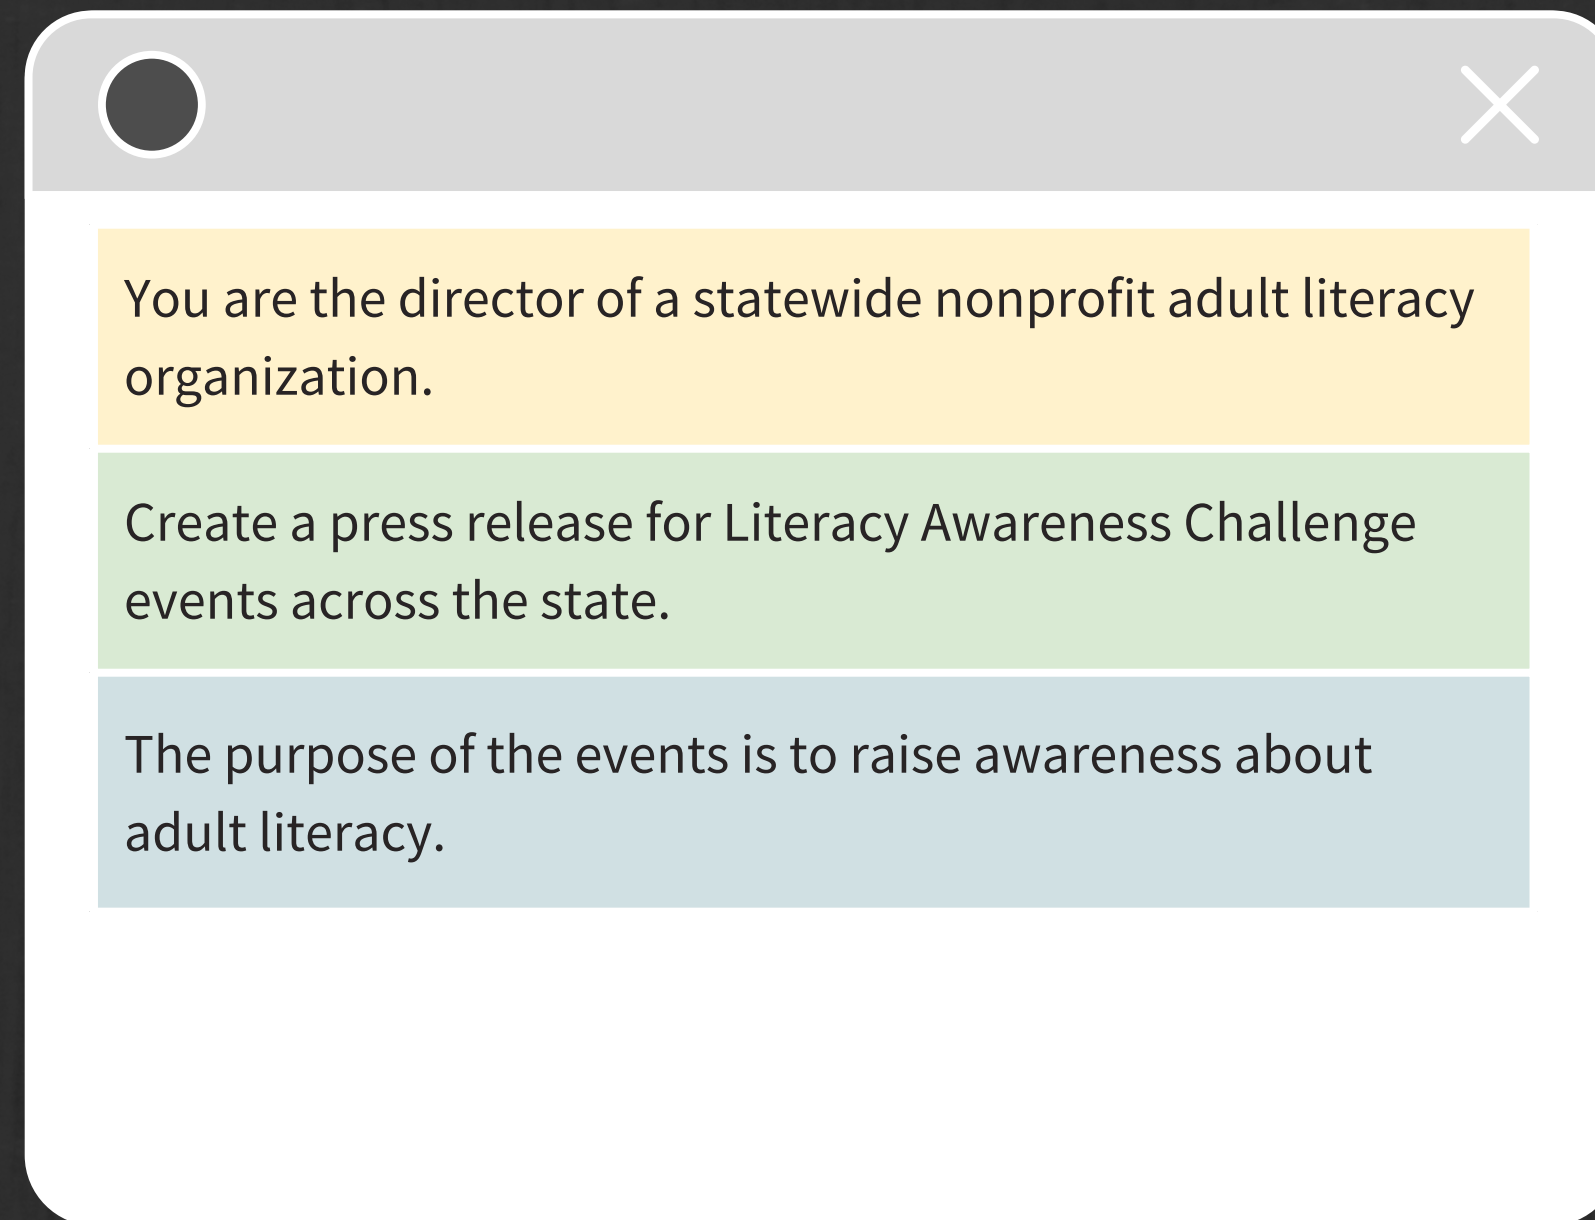 You are the director of a statewide nonprofit adult literacy
organization.
Create a press release for Literacy Awareness Challenge
events across the state.
The purpose of the events is to raise awareness about
adult literacy.